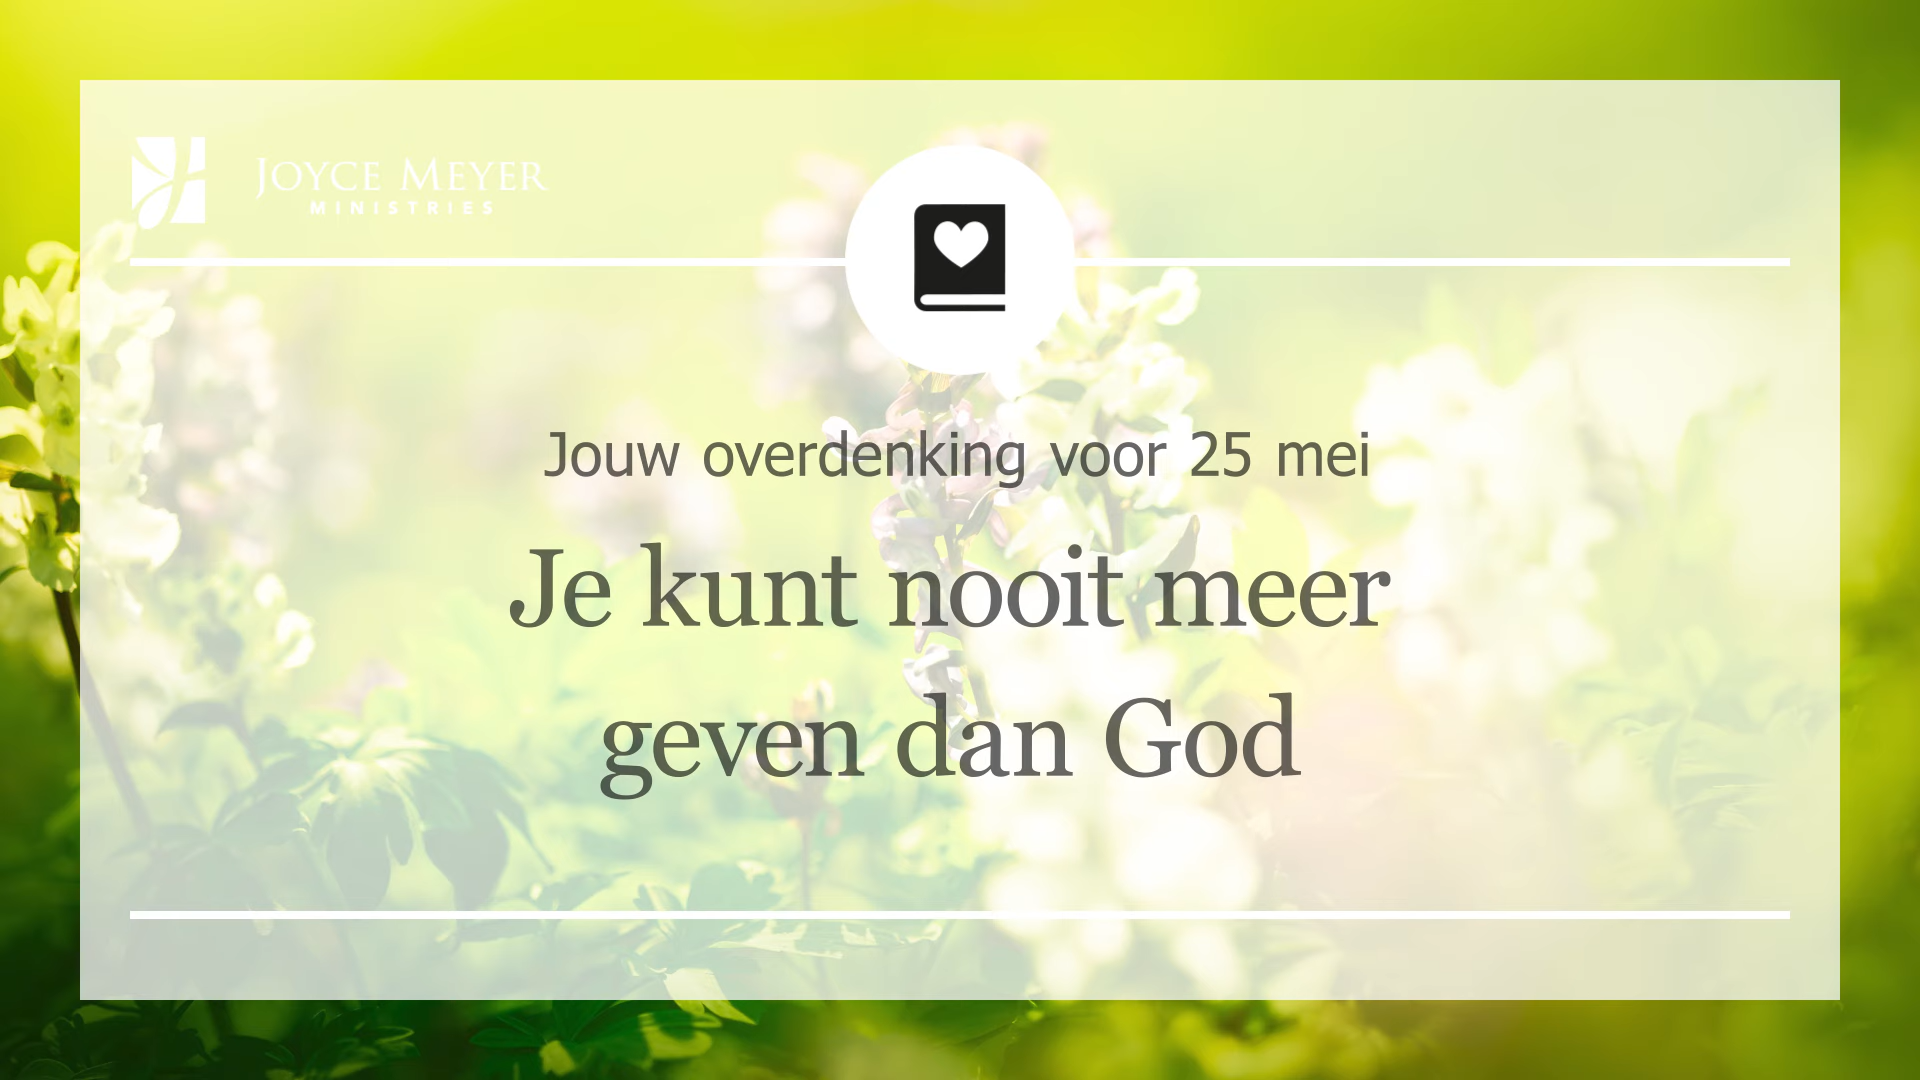 JOYCE MEYER
MINISTRIES
Jouw overdenking voor 25 mei
Je kunt nooit meer
geven dan God